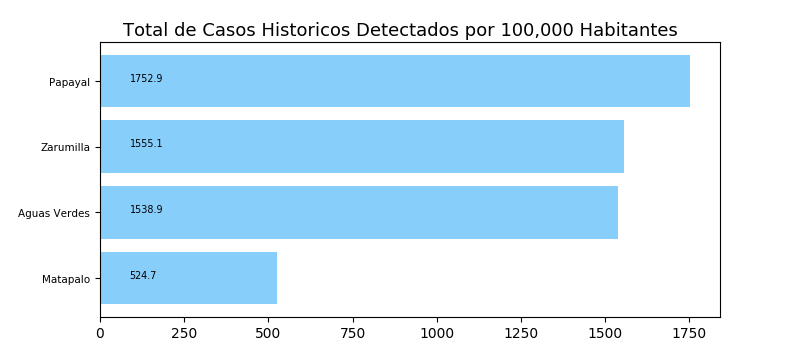 Total de Casos Historicos Detectados por 100,000 Habitantes
Papayal 1752.9
Zarumilla 1555.1
Aguas Verdes 1538.9
Matapalo 524.7
0 250 500 750 1000 1250 1500 1750